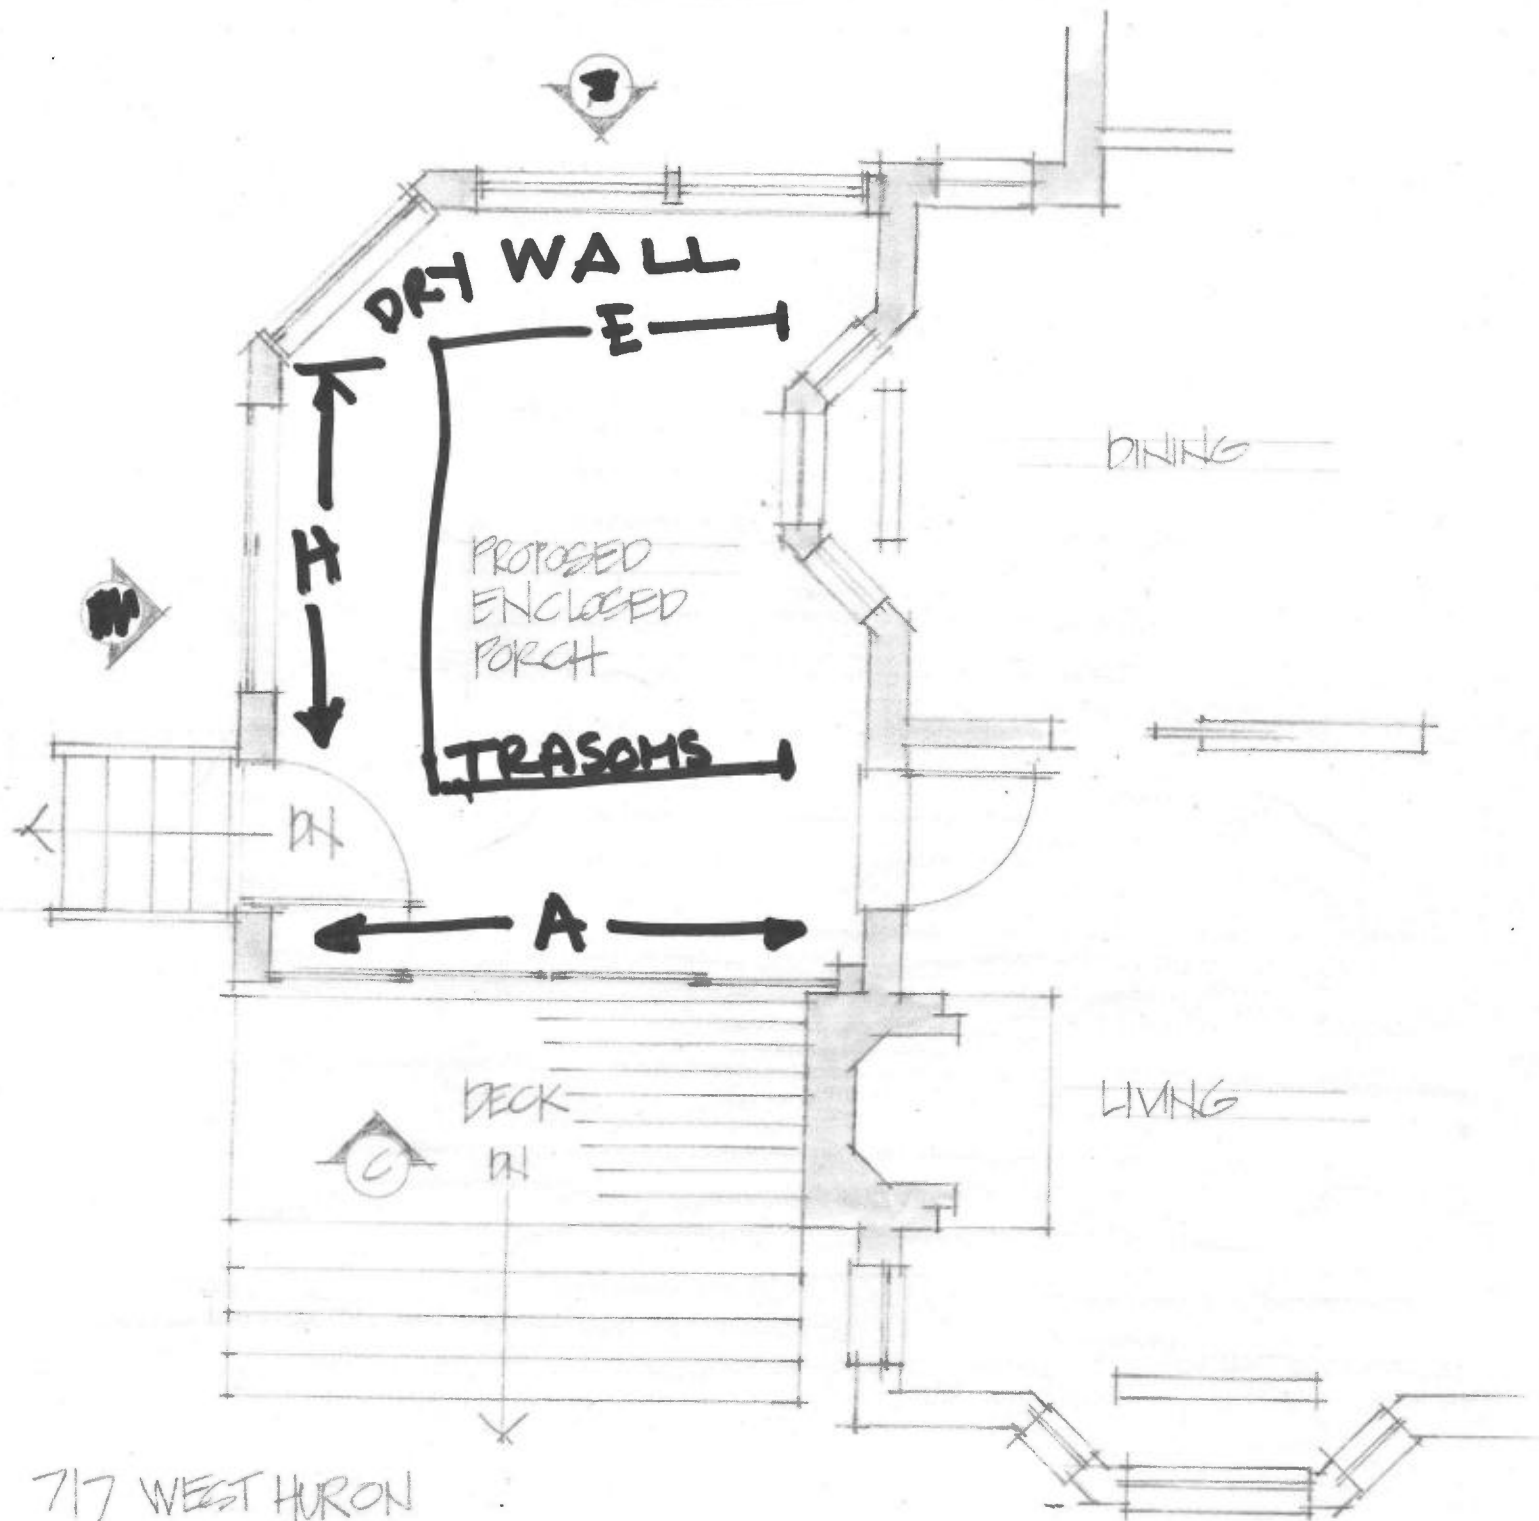 DRY WALL
E
H
PROPOSED
ENCLOSED
PORCH
DINING
TRASOMS
DN
A
DECK
DN
C
LIVING
717 WEST HURON